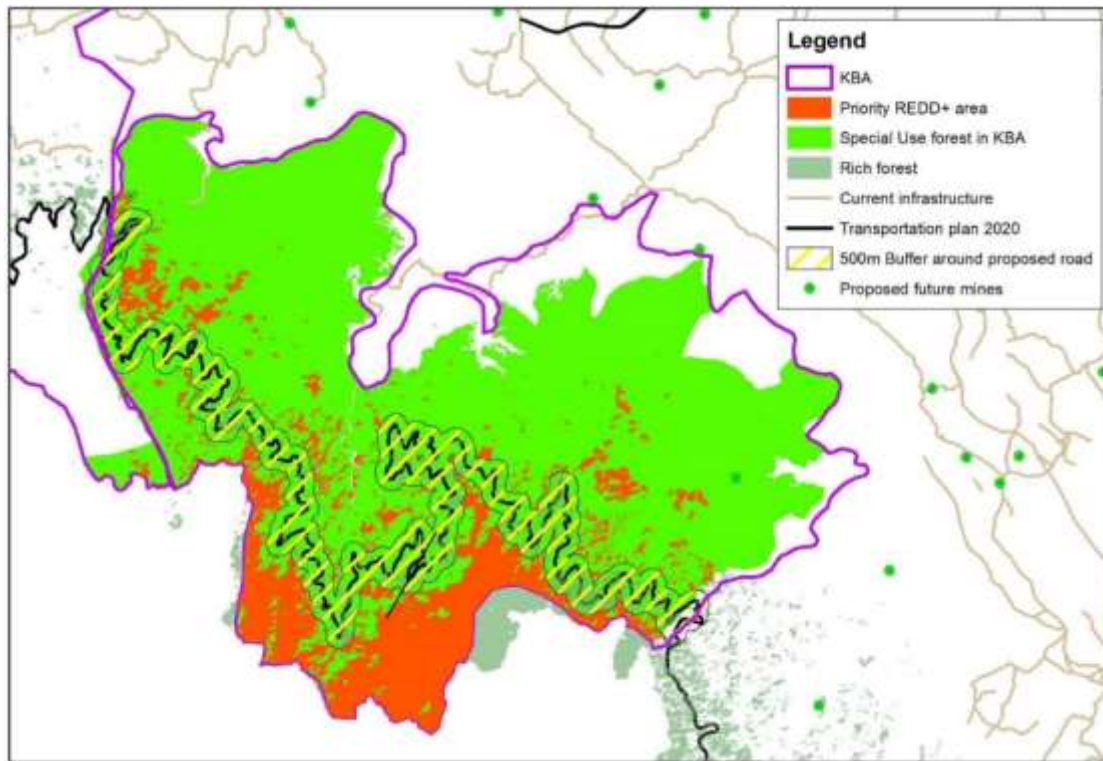 Legend
KBA
Priority REDD+ area
Special Use forest in KBA
Rich forest
Current infrastructure
Transportation plan 2020
500m Buffer around proposed road
Proposed future mines